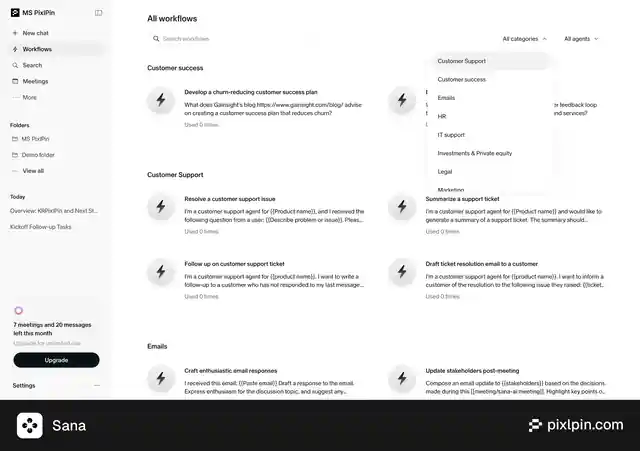 MS PixlPin
New chat
Workflows
Search
Meetings
More
Folders
MS PixlPin
Demo folder
View all
Today
Overview: KRPixlPin and Next St...
Kickoff Follow-up Tasks
7 meetings and 20 messages
left this month
Upgrade for unlimited use
Upgrade
Settings
All workflows
Search workflows
All categories
All agents
Customer Support
Customer success
Emails
HR
IT support
Investments & Private equity
Legal
Marketing
Customer success
Develop a churn-reducing customer success plan
What does Gainsight's blog https://www.gainsight.com/blog/ advise
on creating a customer success plan that reduces churn?
Used 0 times
feedback loop
and services?
Customer Support
Resolve a customer support issue
I'm a customer support agent for {{Product name}}, and I received the
following question from a user: {{Describe problem or issue}}. Pleas...
Used 0 times
Summarize a support ticket
I'm a customer support agent for {{product name}} and would like to
generate a summary of a support ticket. The summary should...
Used 0 times
Follow up on customer support ticket
I'm a customer support agent for {{product name}}. I want to write a
follow-up to a customer who has not responded to my last message...
Used 0 times
Draft ticket resolution email to a customer
I'm a customer support agent for {{product name}}. I want to inform a
customer of the resolution to the following issue they raised: {{ticket...
Used 0 times
Emails
Craft enthusiastic email responses
I received this email: {{Paste email}} Draft a response to the email.
Express enthusiasm for the discussion topic, and suggest any...
Update stakeholders post-meeting
Compose an email update to {{stakeholders}} based on the decisions
made during this [[meeting/sana-ai-meeting]]. Highlight key points o...
Sana
pixlpin.com